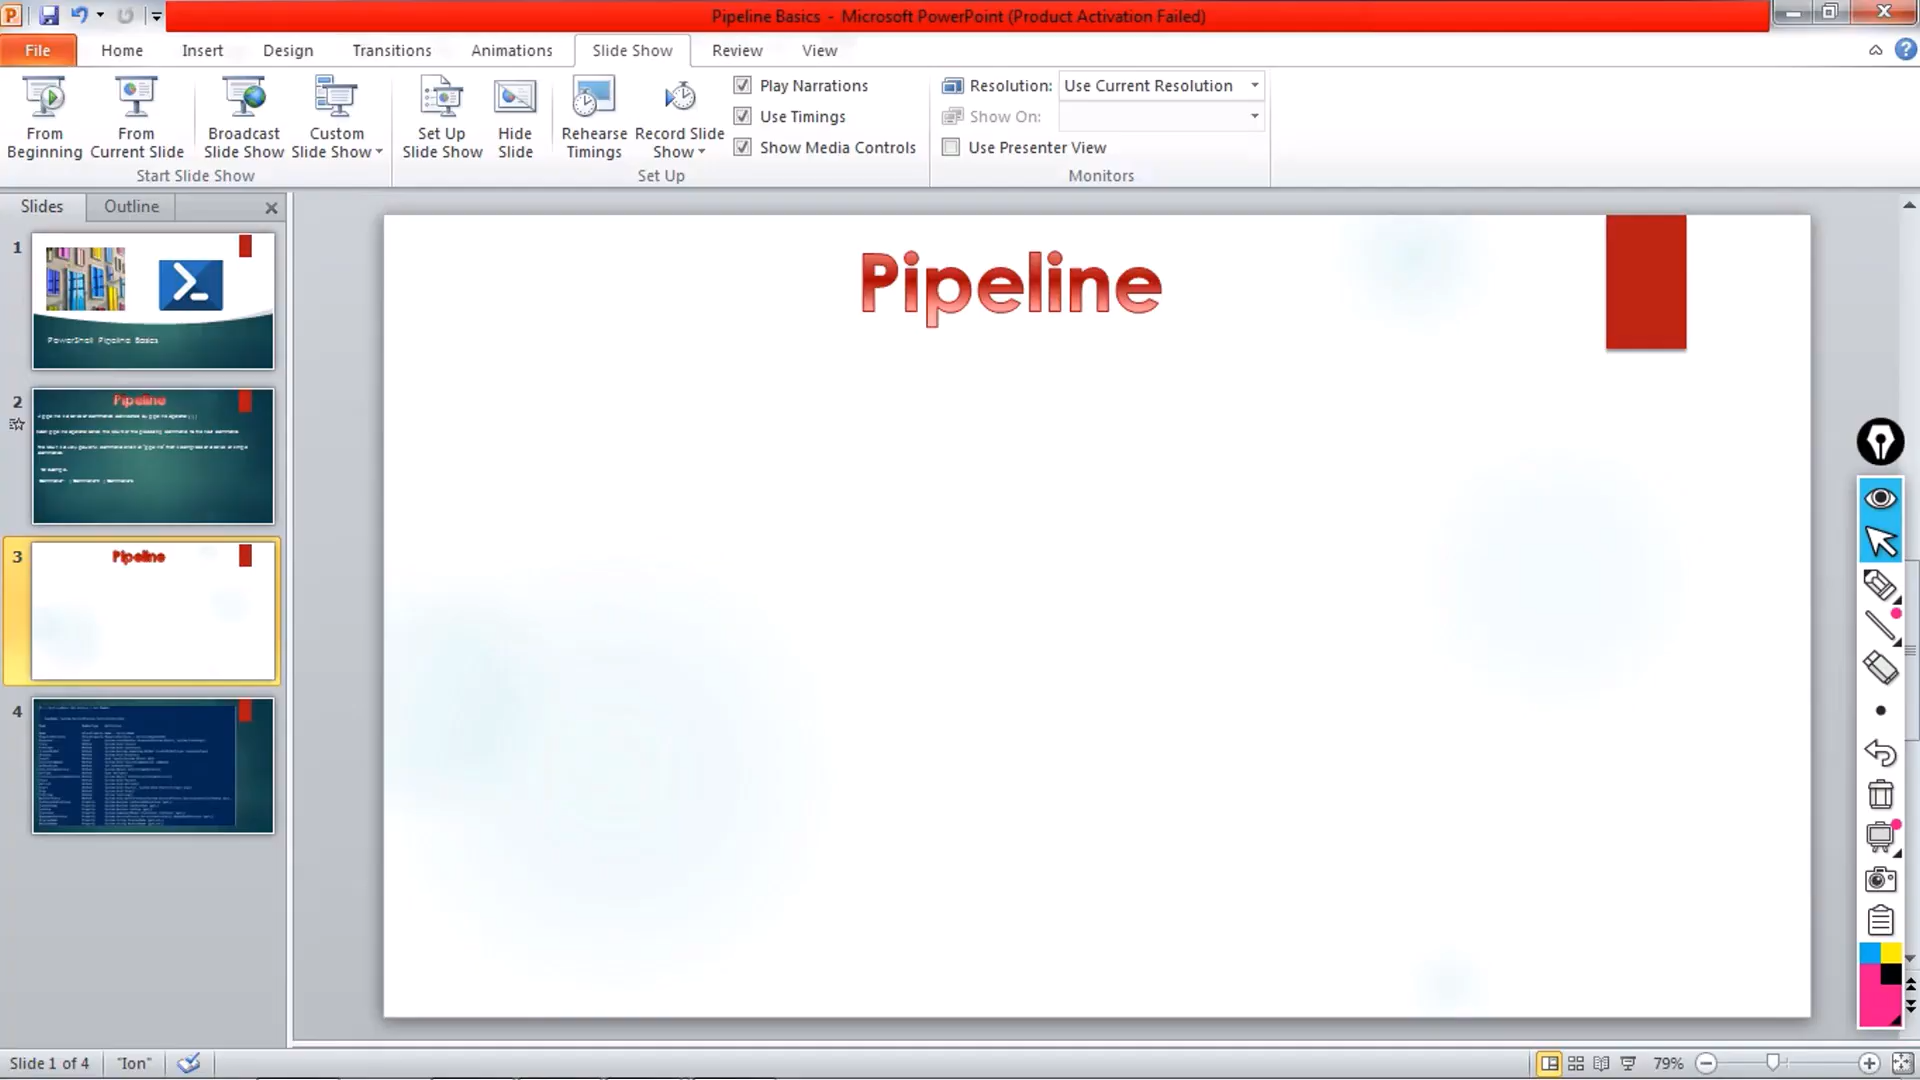 Pipeline Basics - Microsoft PowerPoint (Product Activation Failed)
File Home Insert Design Transitions Animations Slide Show Review View
From Beginning
From Current Slide
Broadcast Slide Show
Custom Slide Show
Set Up Slide Show
Hide Slide
Rehearse Timings
Record Slide Show
Play Narrations
Use Timings
Show Media Controls
Resolution: Use Current Resolution
Show On:
Use Presenter View
Start Slide Show
Set Up
Monitors
Slides Outline
1
PowerShell Pipeline Basics
2
Pipeline
3
Pipeline
4
Pipeline
Slide 1 of 4 "Ion" 79%